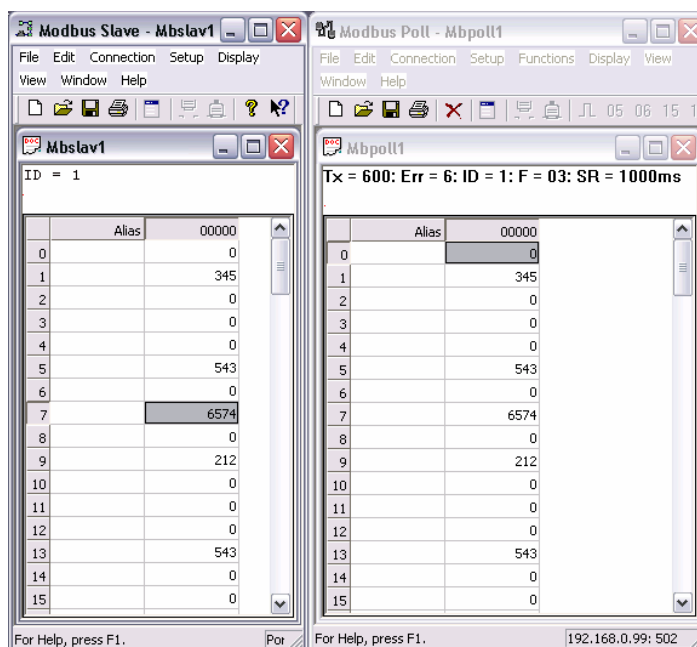 Modbus Slave - Mbslav1
File Edit Connection Setup Display
View Window Help
Mbslav1
ID = 1
Alias 00000
0 0
1 345
2 0
3 0
4 0
5 543
6 0
7 6574
8 0
9 212
10 0
11 0
12 0
13 543
14 0
15 0
For Help, press F1. Por
Modbus Poll - Mbpoll1
File Edit Connection Setup Functions Display View
Window Help
05 06 15 1
Mbpoll1
Tx = 600: Err = 6: ID = 1: F = 03: SR = 1000ms
Alias 00000
0 0
1 345
2 0
3 0
4 0
5 543
6 0
7 6574
8 0
9 212
10 0
11 0
12 0
13 543
14 0
15 0
For Help, press F1. 192.168.0.99: 502